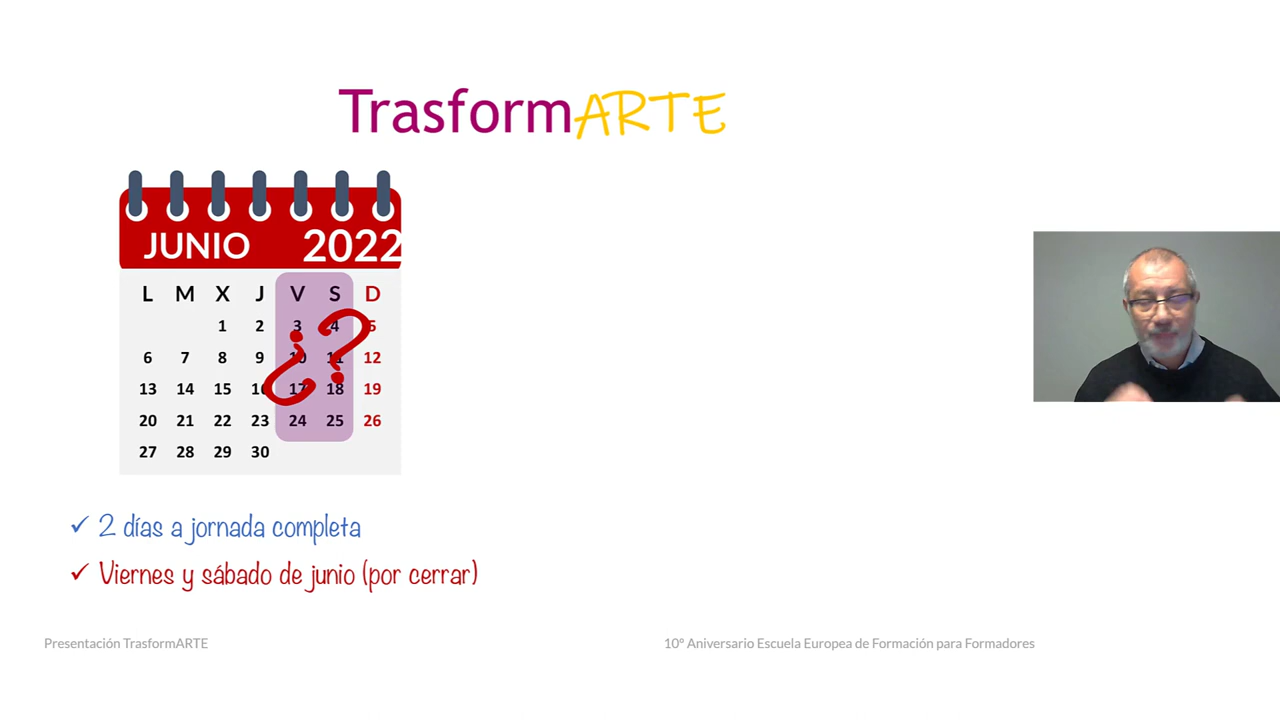 TrasformARTE
JUNIO 2022
L M X J V S D
1 2 3 4 5
6 7 8 9 10 11 12
13 14 15 16 17 18 19
20 21 22 23 24 25 26
27 28 29 30
¿?
✓ 2 días a jornada completa
✓ Viernes y sábado de junio (por cerrar)
Presentación TrasformARTE
10º Aniversario Escuela Europea de Formación para Formadores